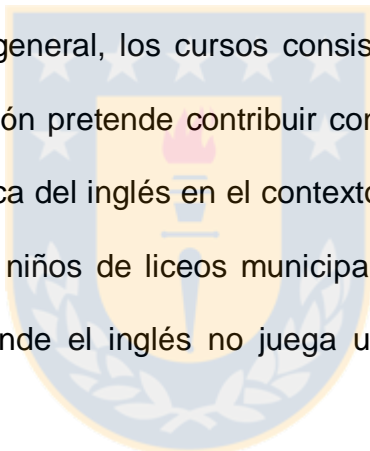 general, los cursos consis
ón pretende contribuir con
ca del inglés en el contexto
niños de liceos municipa
nde el inglés no juega u